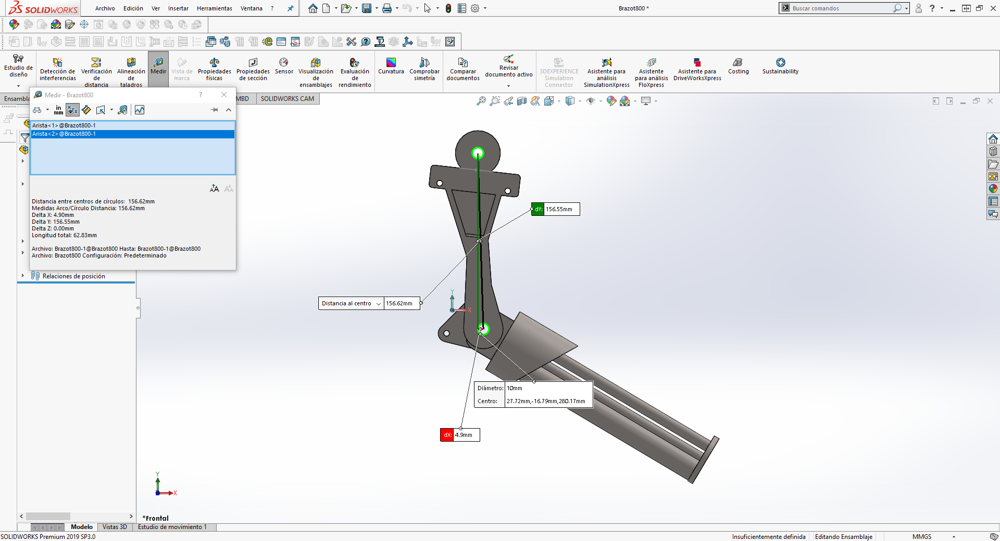 SOLIDWORKS
Archivo
Edición
Ver
Insertar
Herramientas
Ventana
?
Brazot800 *
Buscar comandos
?
Estudio de
diseño
Detección de
interferencias
Verificación
de
distancia
Alineación
de
taladros
Medir
Vista de
marca
Propiedades
físicas
Propiedades
de sección
Sensor
Visualización
de
ensamblajes
Evaluación
de
rendimiento
Curvatura
Comprobar
simetría
Comparar
documentos
Revisar
documento activo
3DEXPERIENCE
Simulation
Connector
Asistente para
análisis
SimulationXpress
Asistente
para análisis
FloXpress
Asistente para
DriveWorksXpress
Costing
Sustainability
Ensambla
MBD
SOLIDWORKS CAM
Medir - Brazot800
?
in
mm
Arista<1>@Brazot800-1
Arista<2>@Brazot800-1
Distancia entre centros de círculos: 156.62mm
Medidas Arco/Círculo Distancia: 156.62mm
Delta X: 4.90mm
Delta Y: 156.55mm
Delta Z: 0.00mm
Longitud total: 62.83mm
Archivo: Brazot800-1@Brazot800 Hasta: Brazot800-1@Brazot800
Archivo: Brazot800 Configuración: Predeterminado
Relaciones de posición
dY: 156.55mm
Distancia al centro 156.62mm
Y
X
Diámetro: 10mm
Centro: 27.72mm,-16.79mm,280.17mm
dX: 4.9mm
Y
X
*Frontal
Modelo
Vistas 3D
Estudio de movimiento 1
SOLIDWORKS Premium 2019 SP3.0
Insuficientemente definida
Editando Ensamblaje
MMGS